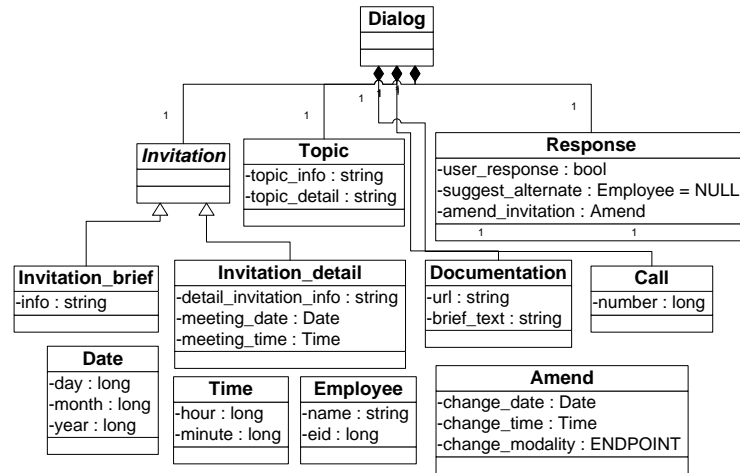 Dialog
1
1
1
1
1
1
Invitation
Topic
-topic_info : string
-topic_detail : string
Response
-user_response : bool
-suggest_alternate : Employee = NULL
-amend_invitation : Amend
1
1
Invitation_brief
-info : string
Invitation_detail
-detail_invitation_info : string
-meeting_date : Date
-meeting_time : Time
Documentation
-url : string
-brief_text : string
Call
-number : long
Date
-day : long
-month : long
-year : long
Time
-hour : long
-minute : long
Employee
-name : string
-eid : long
Amend
-change_date : Date
-change_time : Time
-change_modality : ENDPOINT